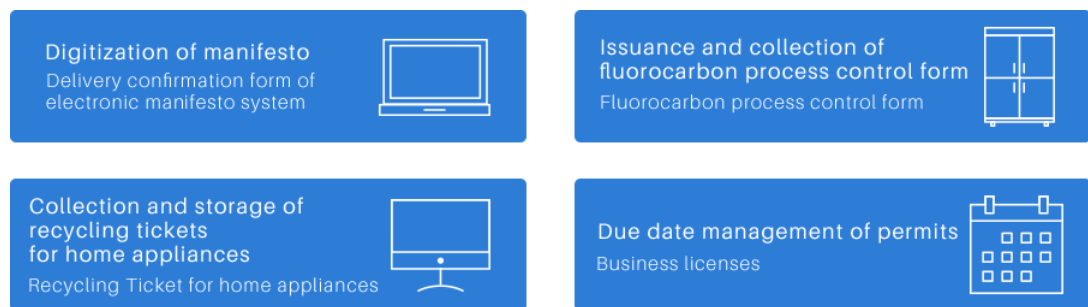 Digitization of manifesto
Delivery confirmation form of
electronic manifesto system
Issuance and collection of
fluorocarbon process control form
Fluorocarbon process control form
Collection and storage of
recycling tickets
for home appliances
Recycling Ticket for home appliances
Due date management of permits
Business licenses